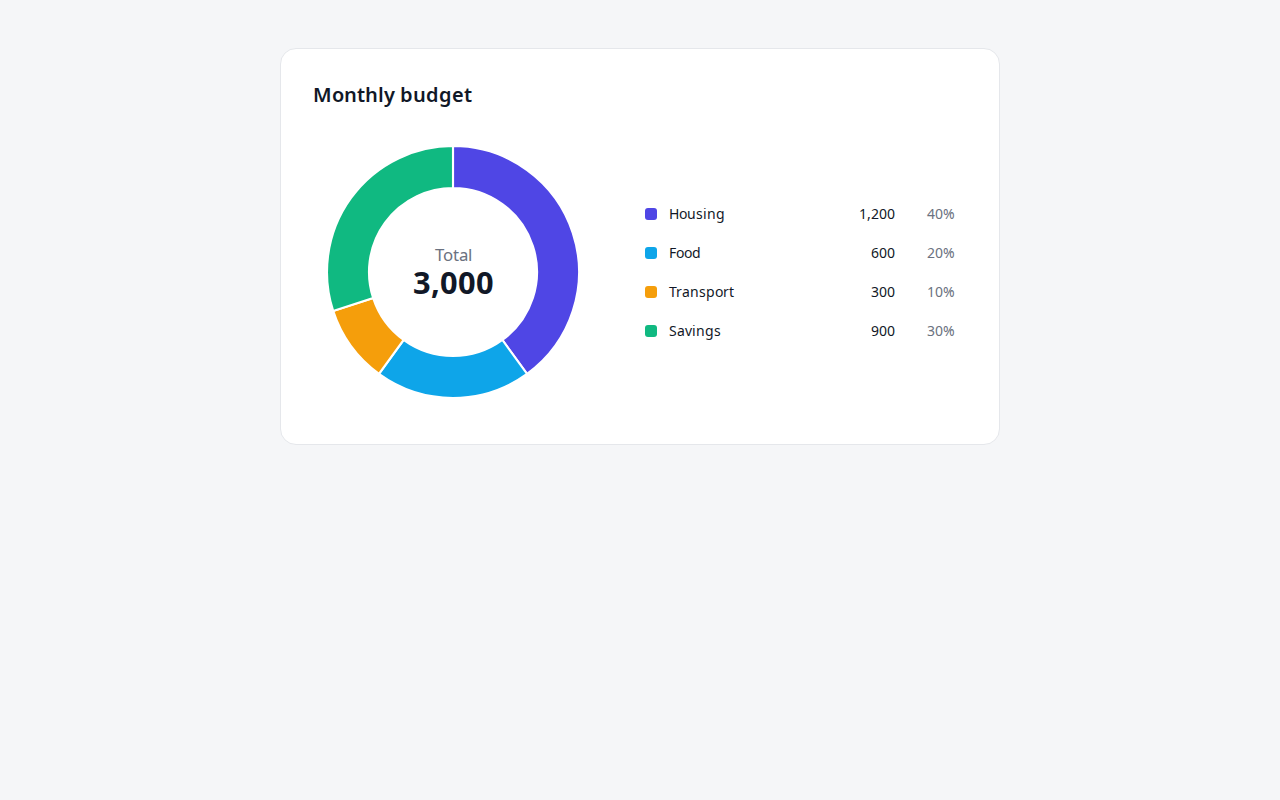 Monthly budget
Total
3,000
Housing 1,200 40%
Food 600 20%
Transport 300 10%
Savings 900 30%